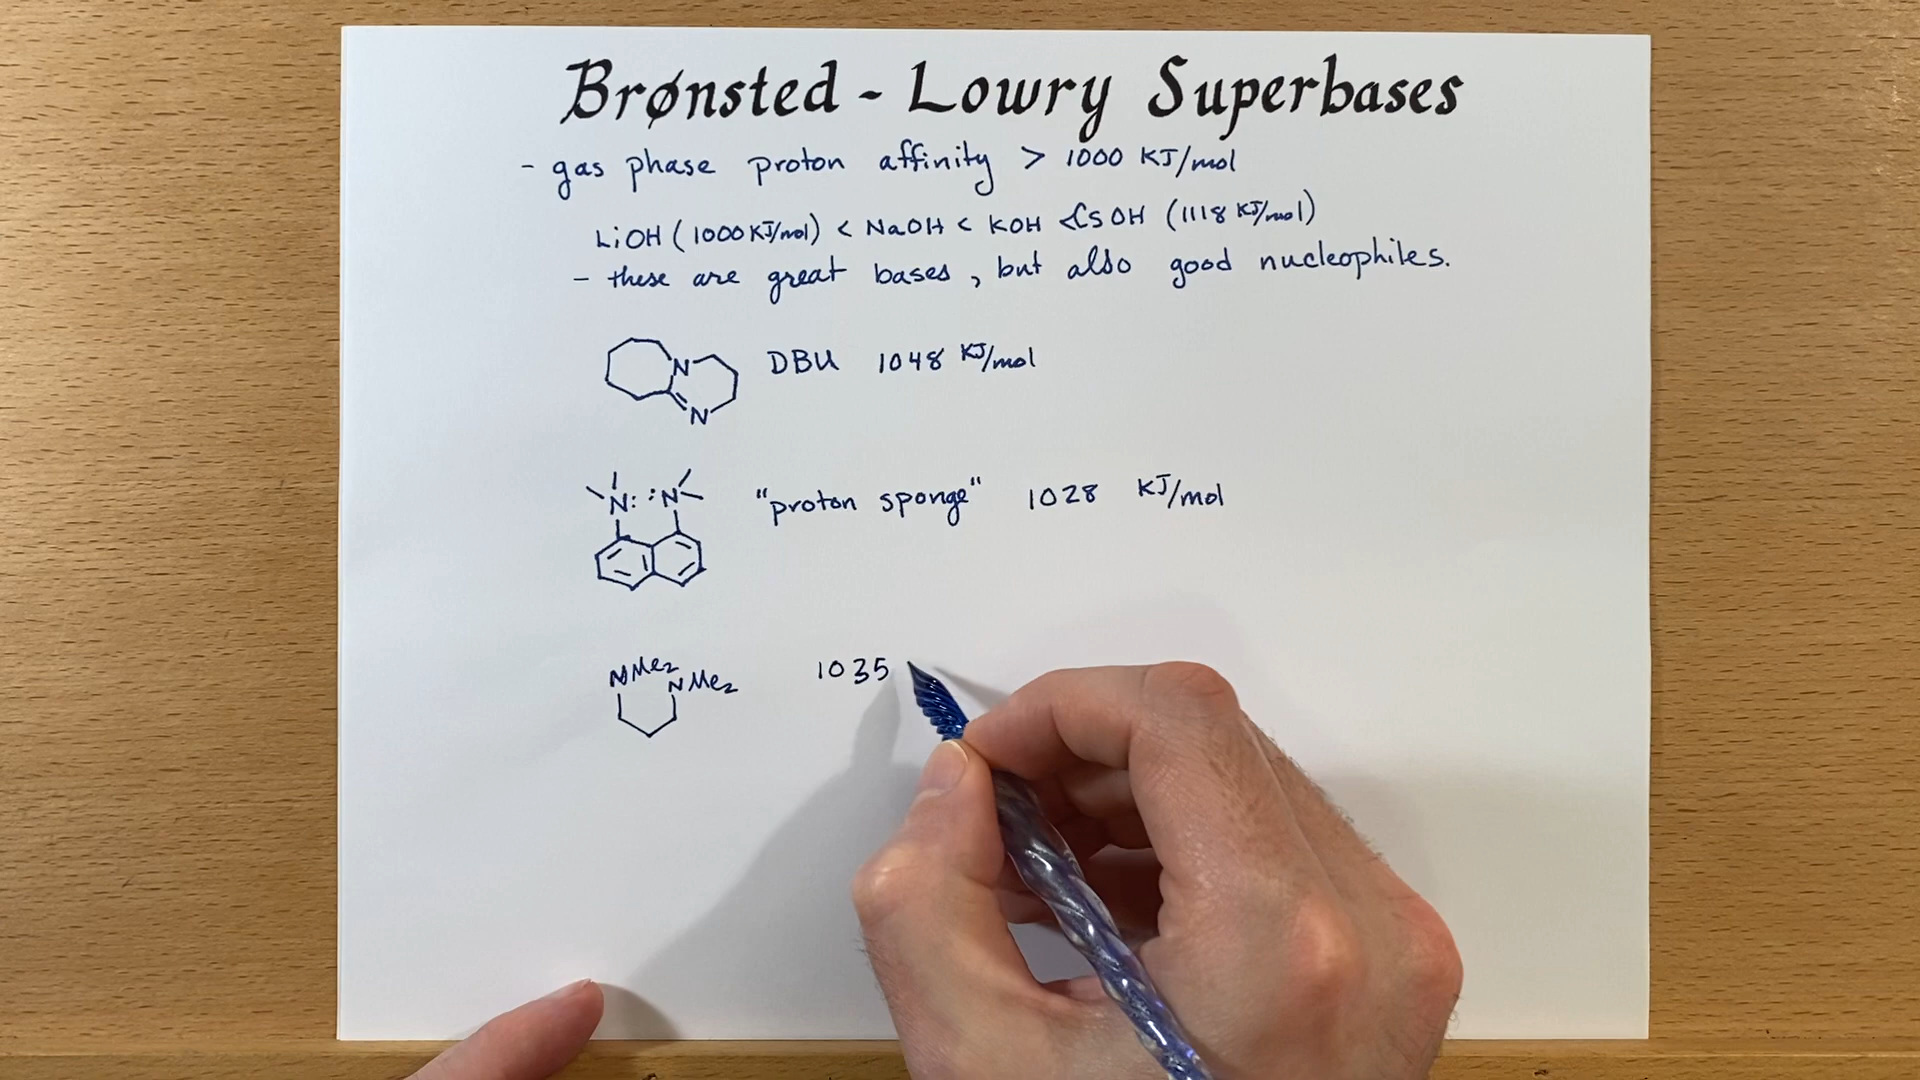 Brønsted - Lowry Superbases
- gas phase proton affinity > 1000 KJ/mol
LiOH (1000 KJ/mol) < NaOH < KOH < CsOH (1118 KJ/mol)
- these are great bases, but also good nucleophiles.
N
N
DBU 1048 KJ/mol
N: :N
"proton sponge" 1028 KJ/mol
NMe2
NMe2
1035